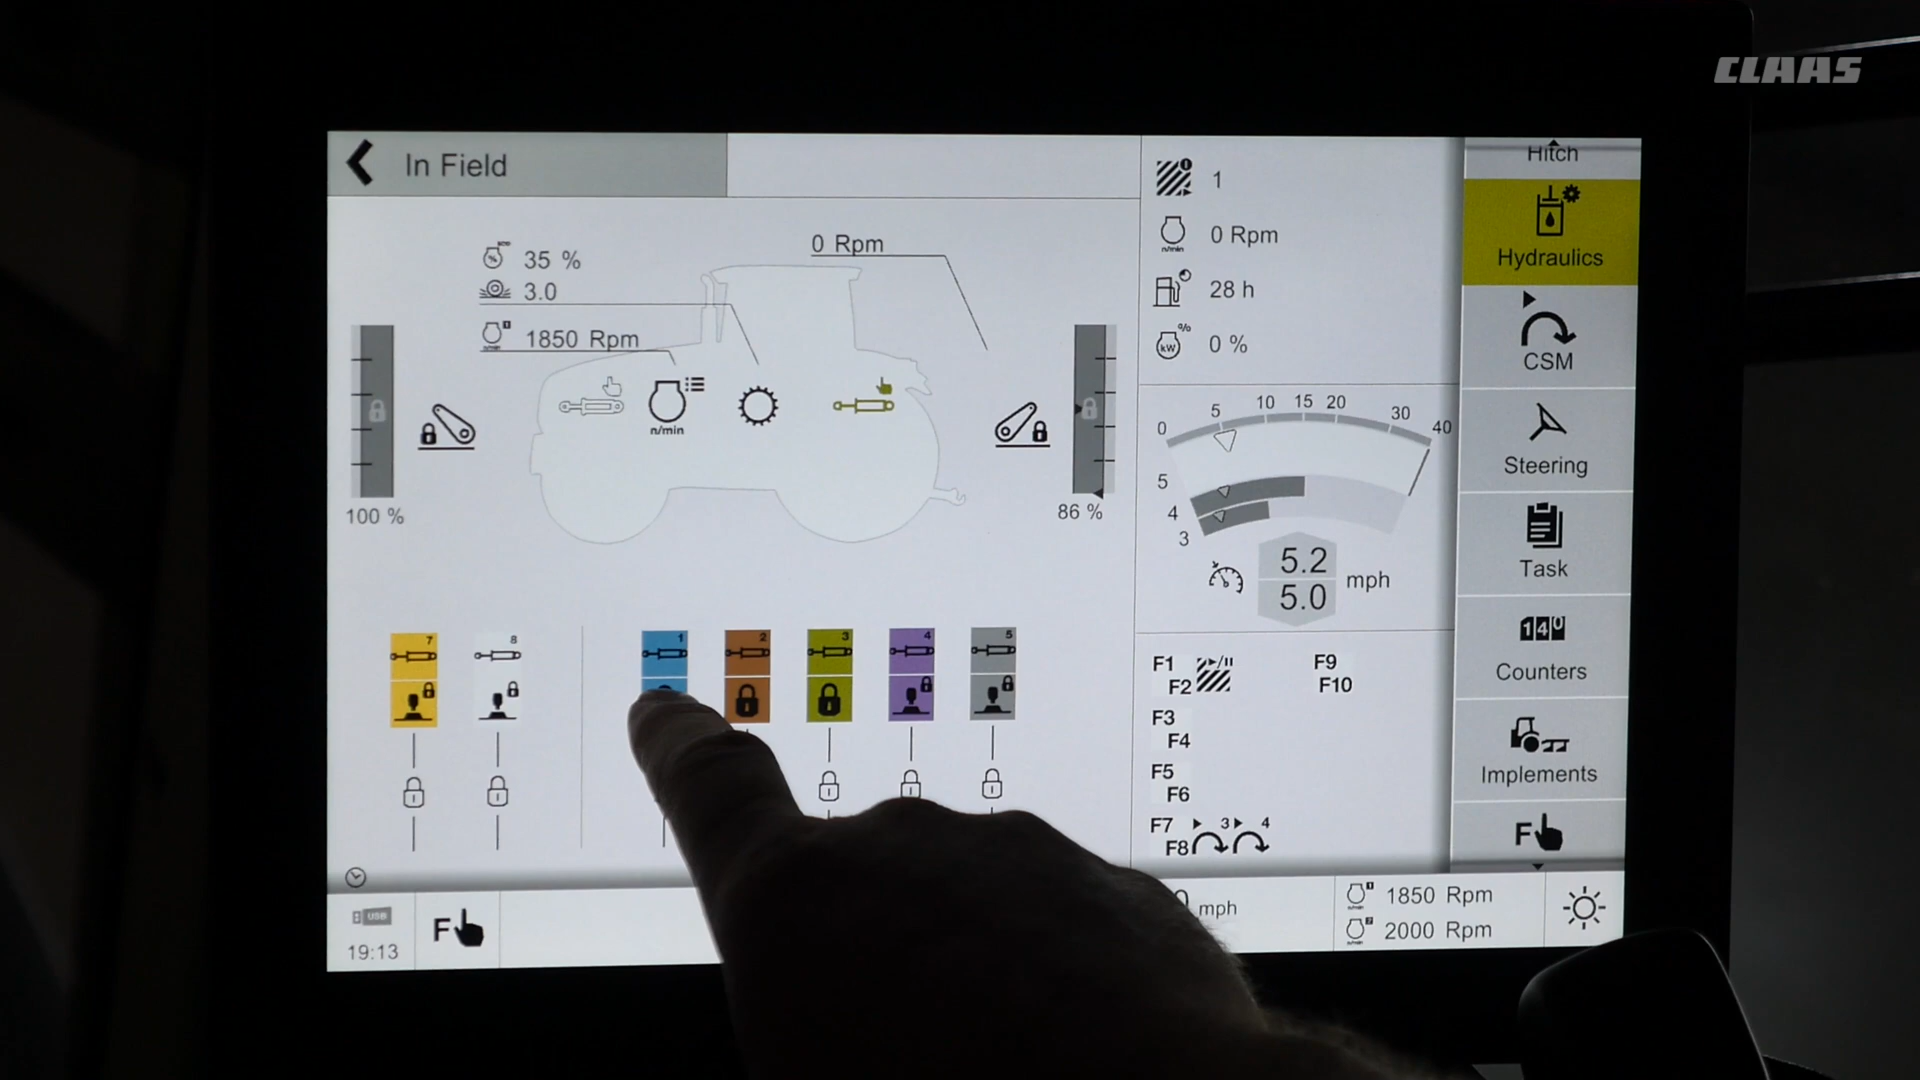 CLAAS
In Field
35 %
3.0
1850 Rpm
0 Rpm
n/min
100 %
86 %
7
8
1
2
3
4
5
1
0 Rpm
28 h
0 %
0 5 10 15 20 30 40
5
4
3
5.2
5.0
mph
F1
F2
F3
F4
F5
F6
F7
F8
3 4
F9
F10
Hitch
Hydraulics
CSM
Steering
Task
140
Counters
Implements
F
USB
19:13
F
mph
1850 Rpm
2000 Rpm